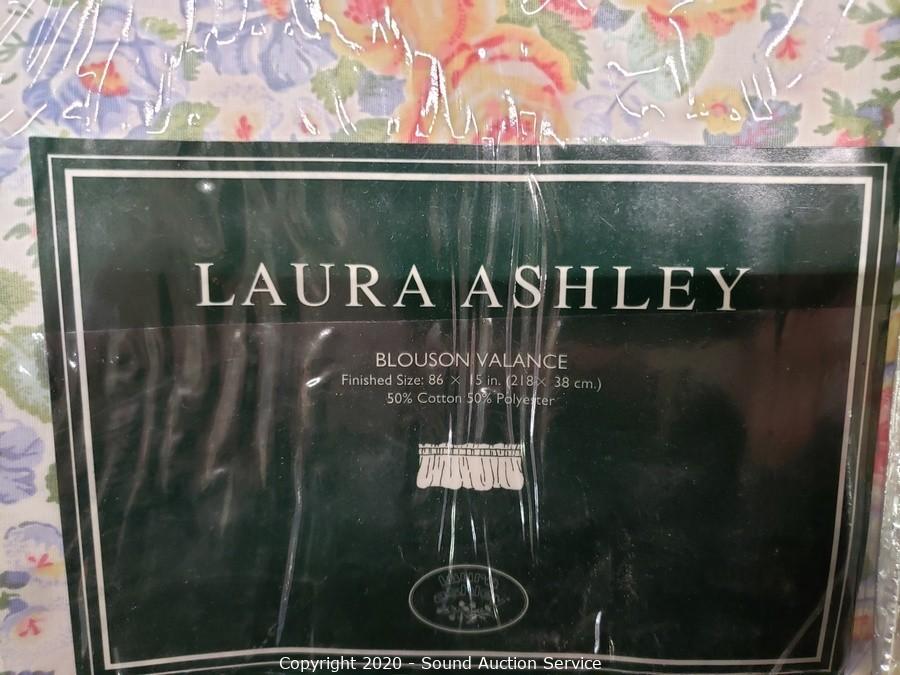 LAURA ASHLEY
BLOUSON VALANCE
Finished Size: 86 × 15 in. (218 × 38 cm.)
50% Cotton 50% Polyester
Copyright 2020 - Sound Auction Service